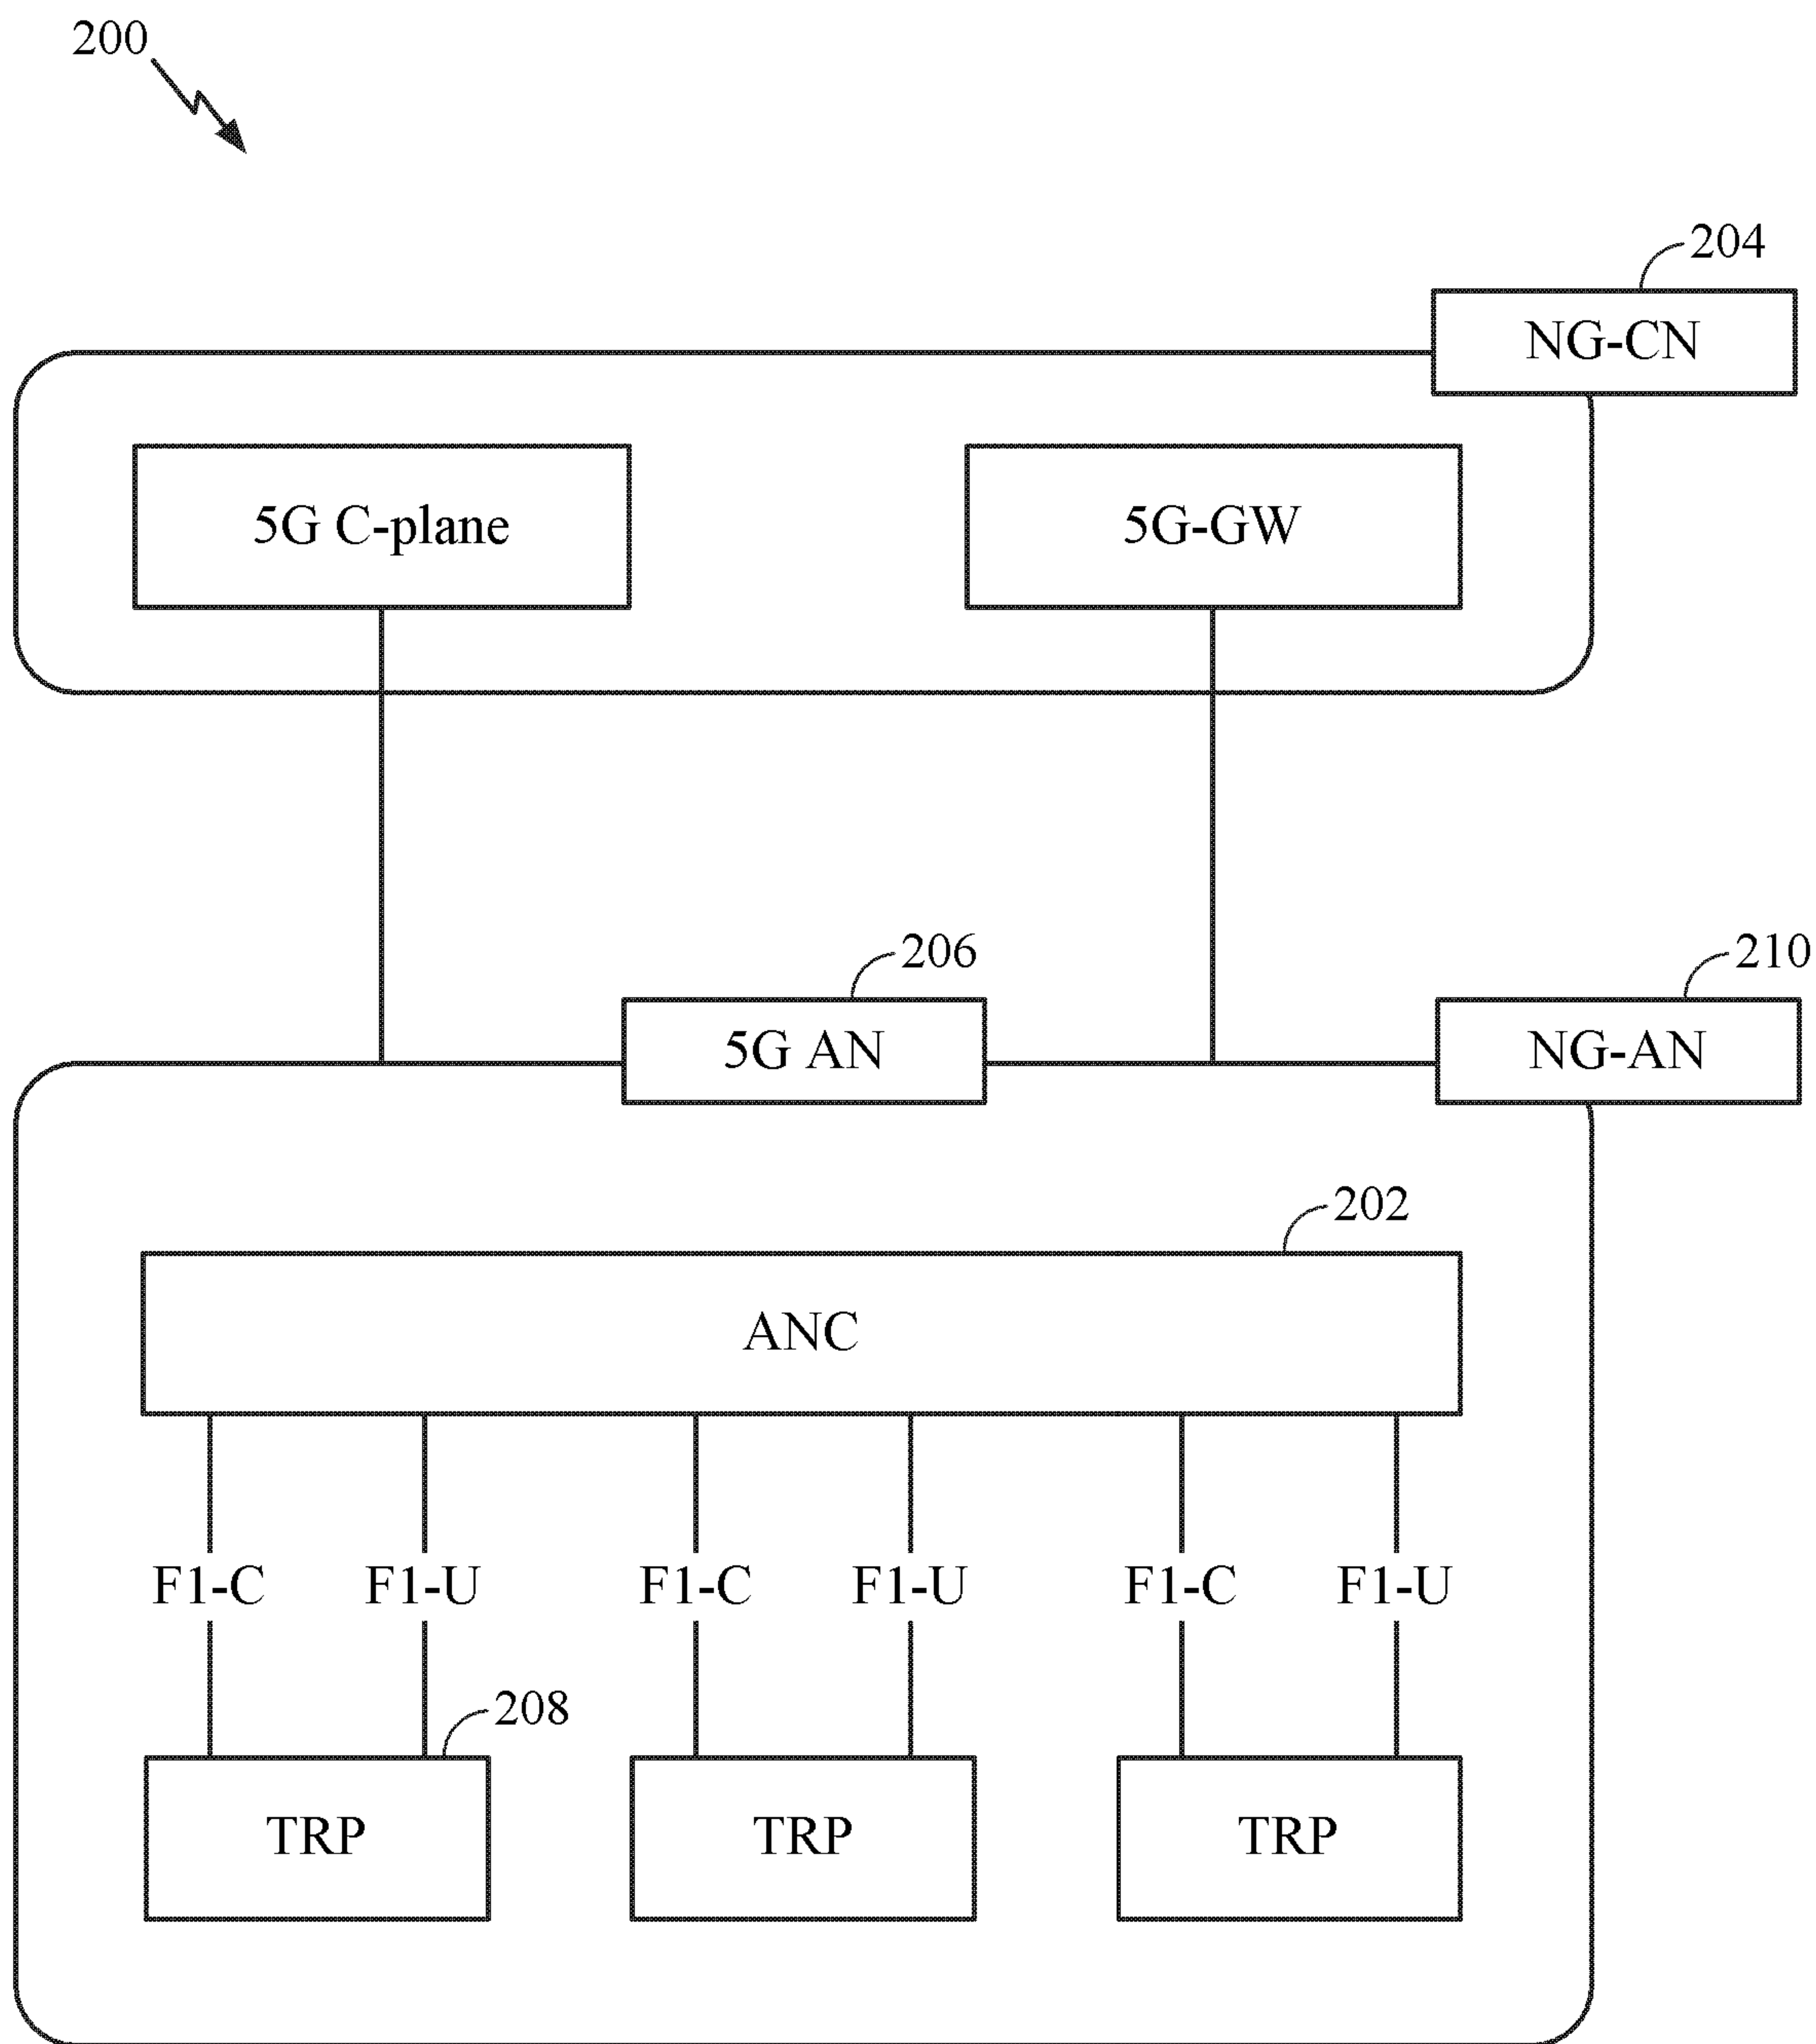 200
204
NG-CN
5G C-plane
5G-GW
206
210
5G AN
NG-AN
202
ANC
F1-C F1-U F1-C F1-U F1-C F1-U
208
TRP TRP TRP